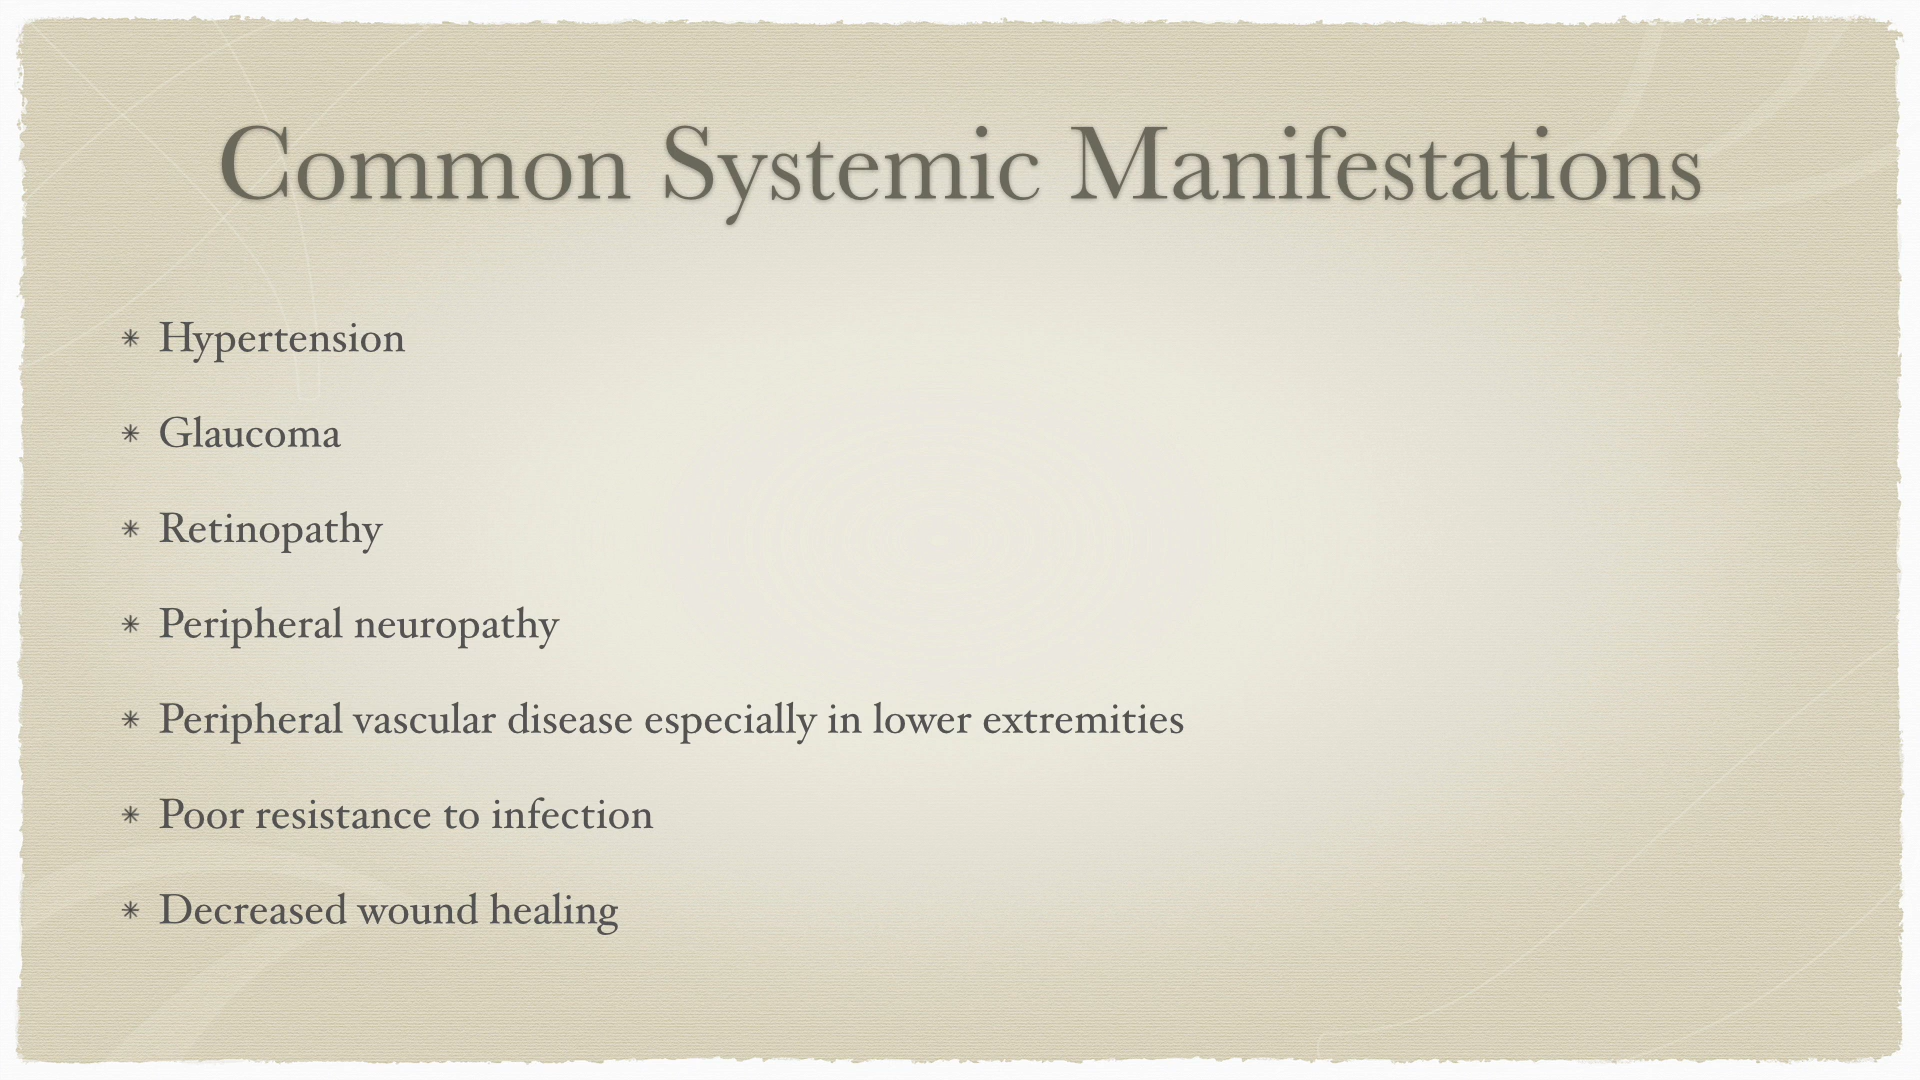 Common Systemic Manifestations
Hypertension
Glaucoma
Retinopathy
Peripheral neuropathy
Peripheral vascular disease especially in lower extremities
Poor resistance to infection
Decreased wound healing